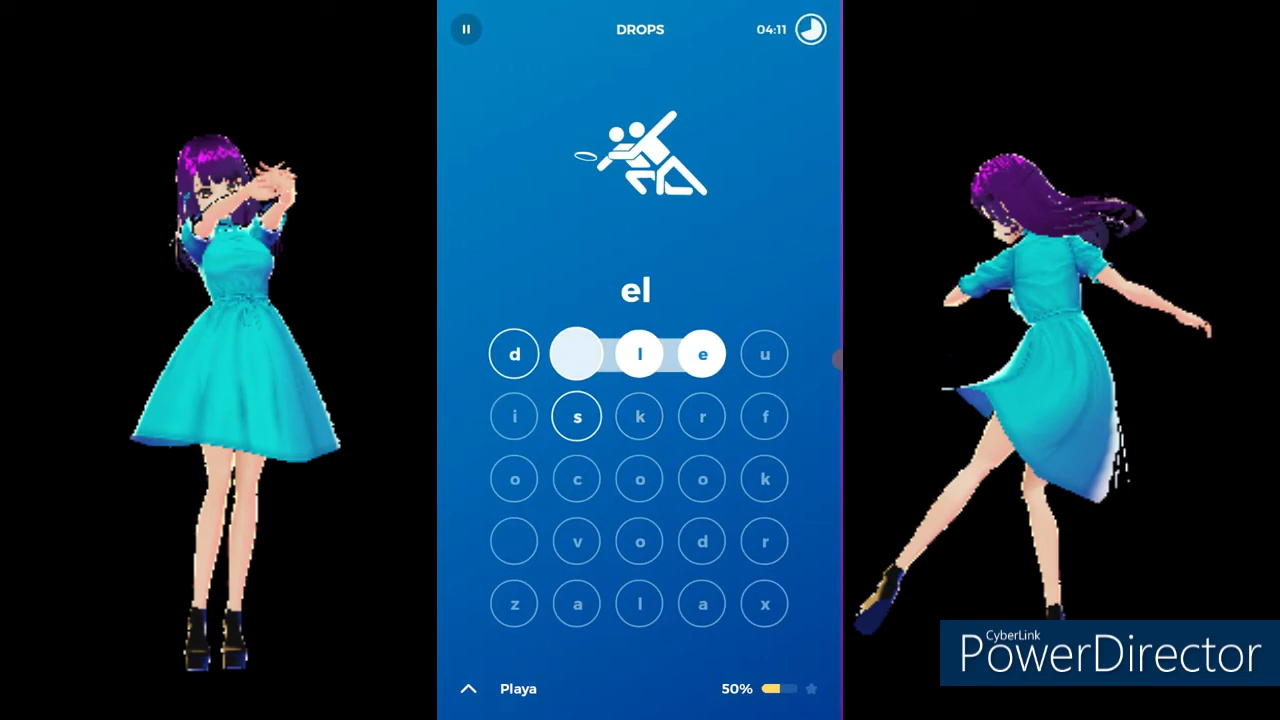 DROPS
04:11
el
d l e u
i s k r f
o c o o k
v o d r
z a l a x
Playa
50%
CyberLink
PowerDirector